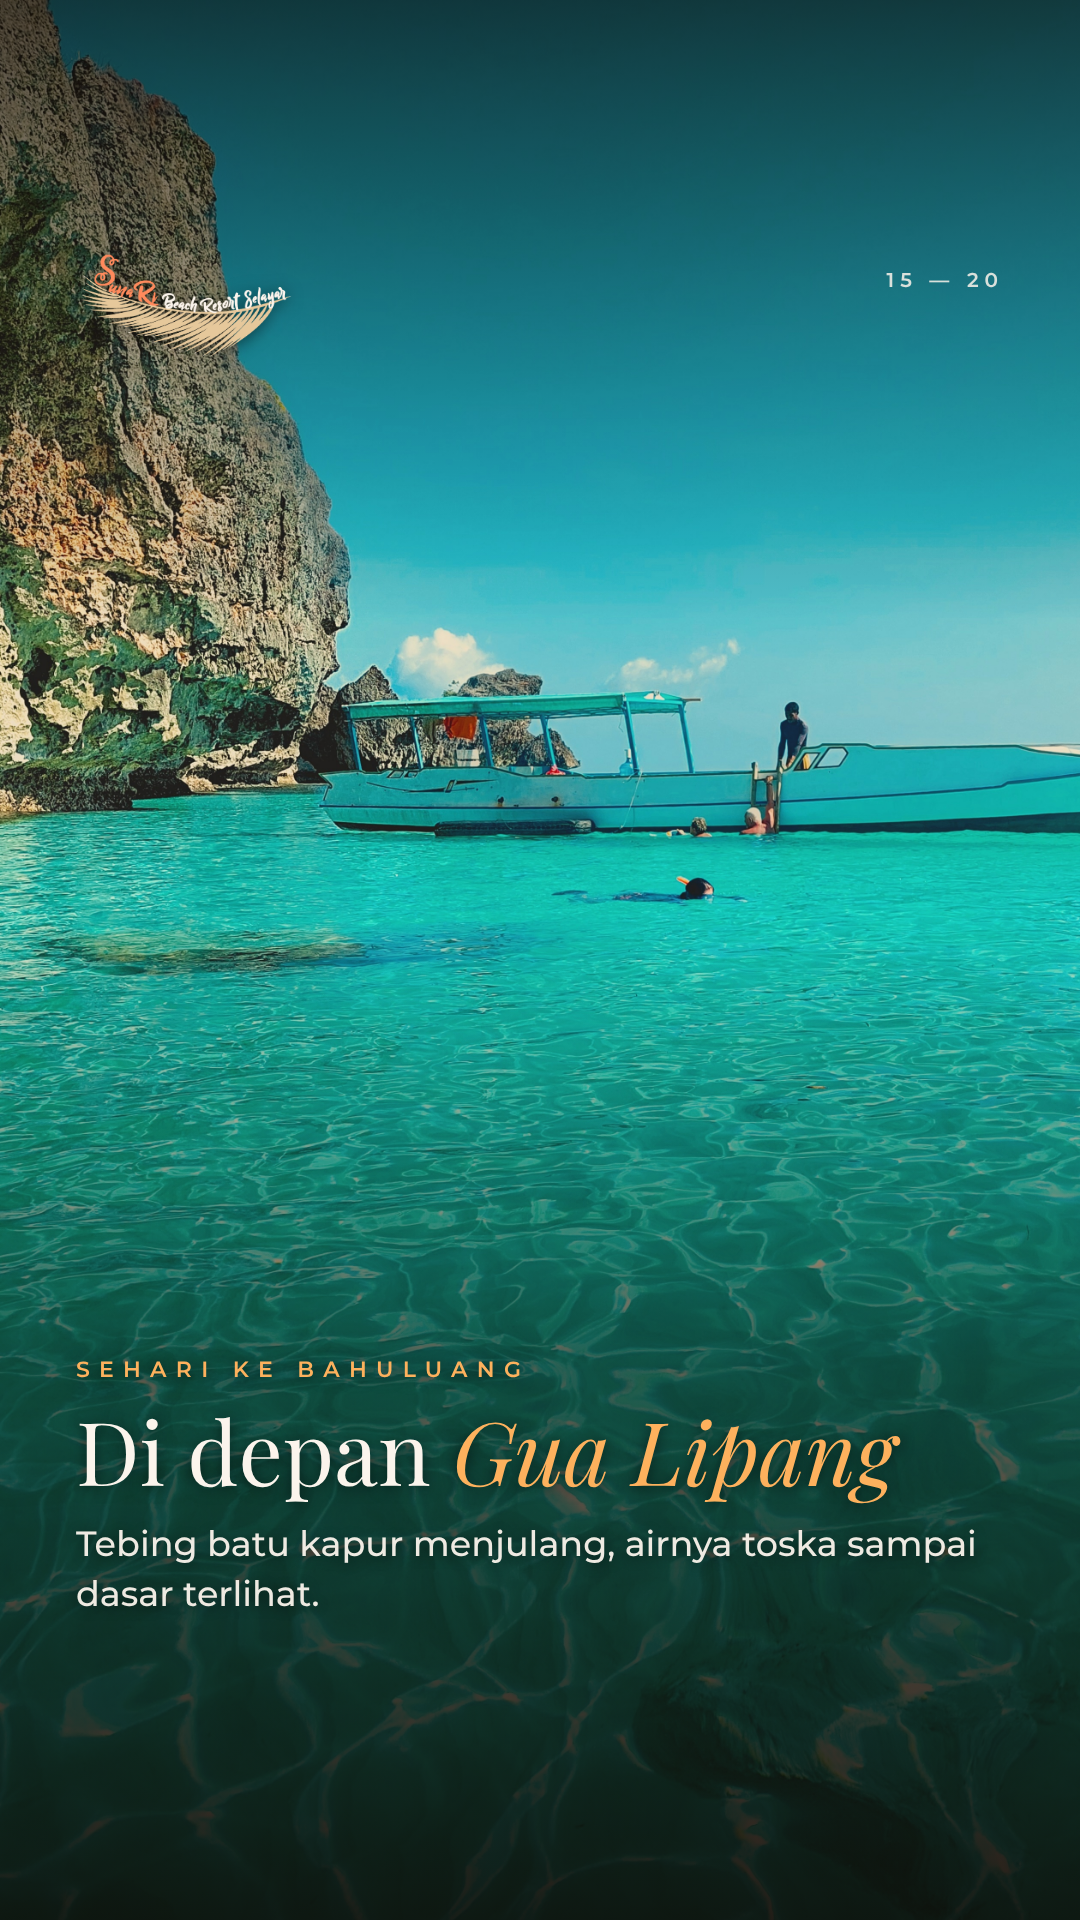 SunaRi Beach Resort Selayar
15 — 20
SEHARI KE BAHULUANG
Di depan Gua Lipang
Tebing batu kapur menjulang, airnya toska sampai
dasar terlihat.